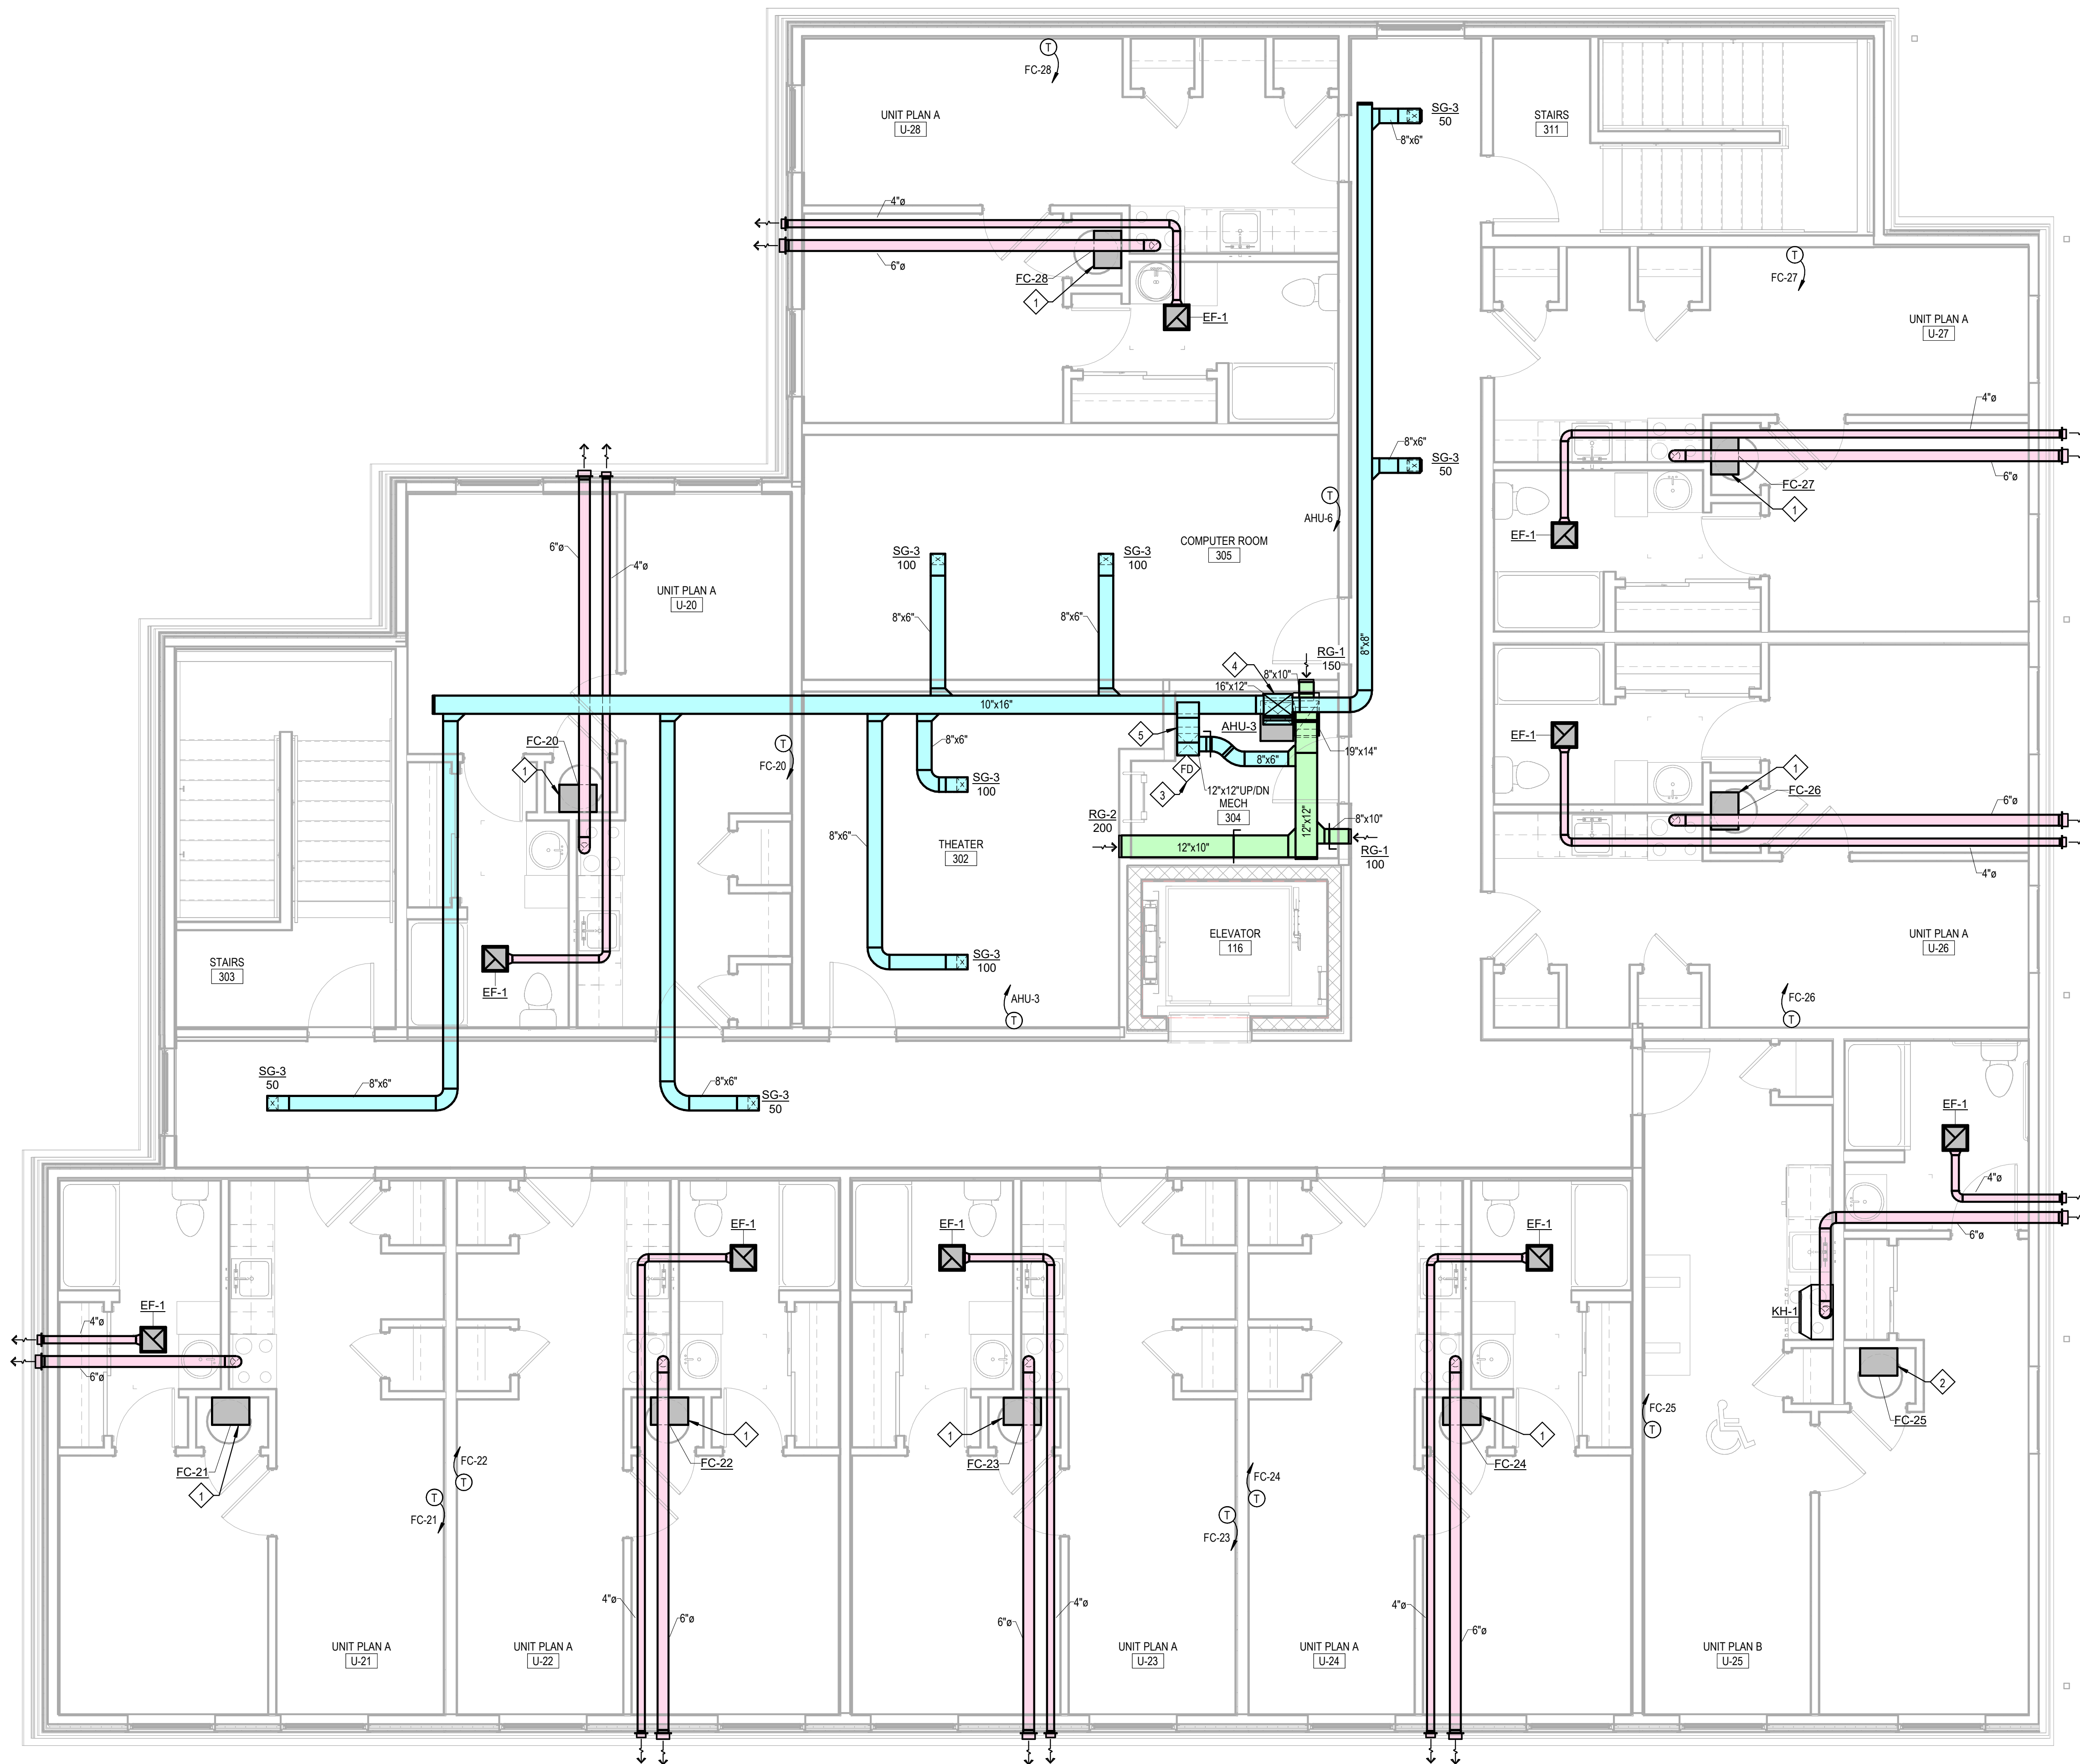 FC-28
T
UNIT PLAN A
U-28
SG-3
50
8"x6"
STAIRS
311
4"ø
6"ø
FC-28
1
EF-1
T
FC-27
UNIT PLAN A
U-27
4"ø
6"ø
FC-27
1
EF-1
8"x6"
SG-3
50
T
AHU-6
COMPUTER ROOM
305
SG-3
100
SG-3
100
8"x6"
8"x6"
6"ø
4"ø
UNIT PLAN A
U-20
8"x8"
RG-1
150
4
8"x10"
16"x12"
10"x16"
AHU-3
5
19"x14"
8"x6"
FD
3
12"x12"UP/DN
MECH
304
12"x12"
8"x10"
RG-1
100
RG-2
200
12"x10"
FC-20
1
T
FC-20
8"x6"
SG-3
100
8"x6"
THEATER
302
SG-3
100
AHU-3
T
ELEVATOR
116
EF-1
STAIRS
303
EF-1
1
FC-26
6"ø
4"ø
UNIT PLAN A
U-26
FC-26
T
SG-3
50
8"x6"
8"x6"
SG-3
50
EF-1
4"ø
6"ø
KH-1
2
FC-25
FC-25
T
UNIT PLAN B
U-25
EF-1
4"ø
6"ø
FC-21
1
T
FC-21
UNIT PLAN A
U-21
EF-1
FC-22
T
1
FC-22
4"ø
6"ø
UNIT PLAN A
U-22
EF-1
1
FC-23
T
FC-23
6"ø
4"ø
UNIT PLAN A
U-23
EF-1
FC-24
T
1
FC-24
4"ø
6"ø
UNIT PLAN A
U-24